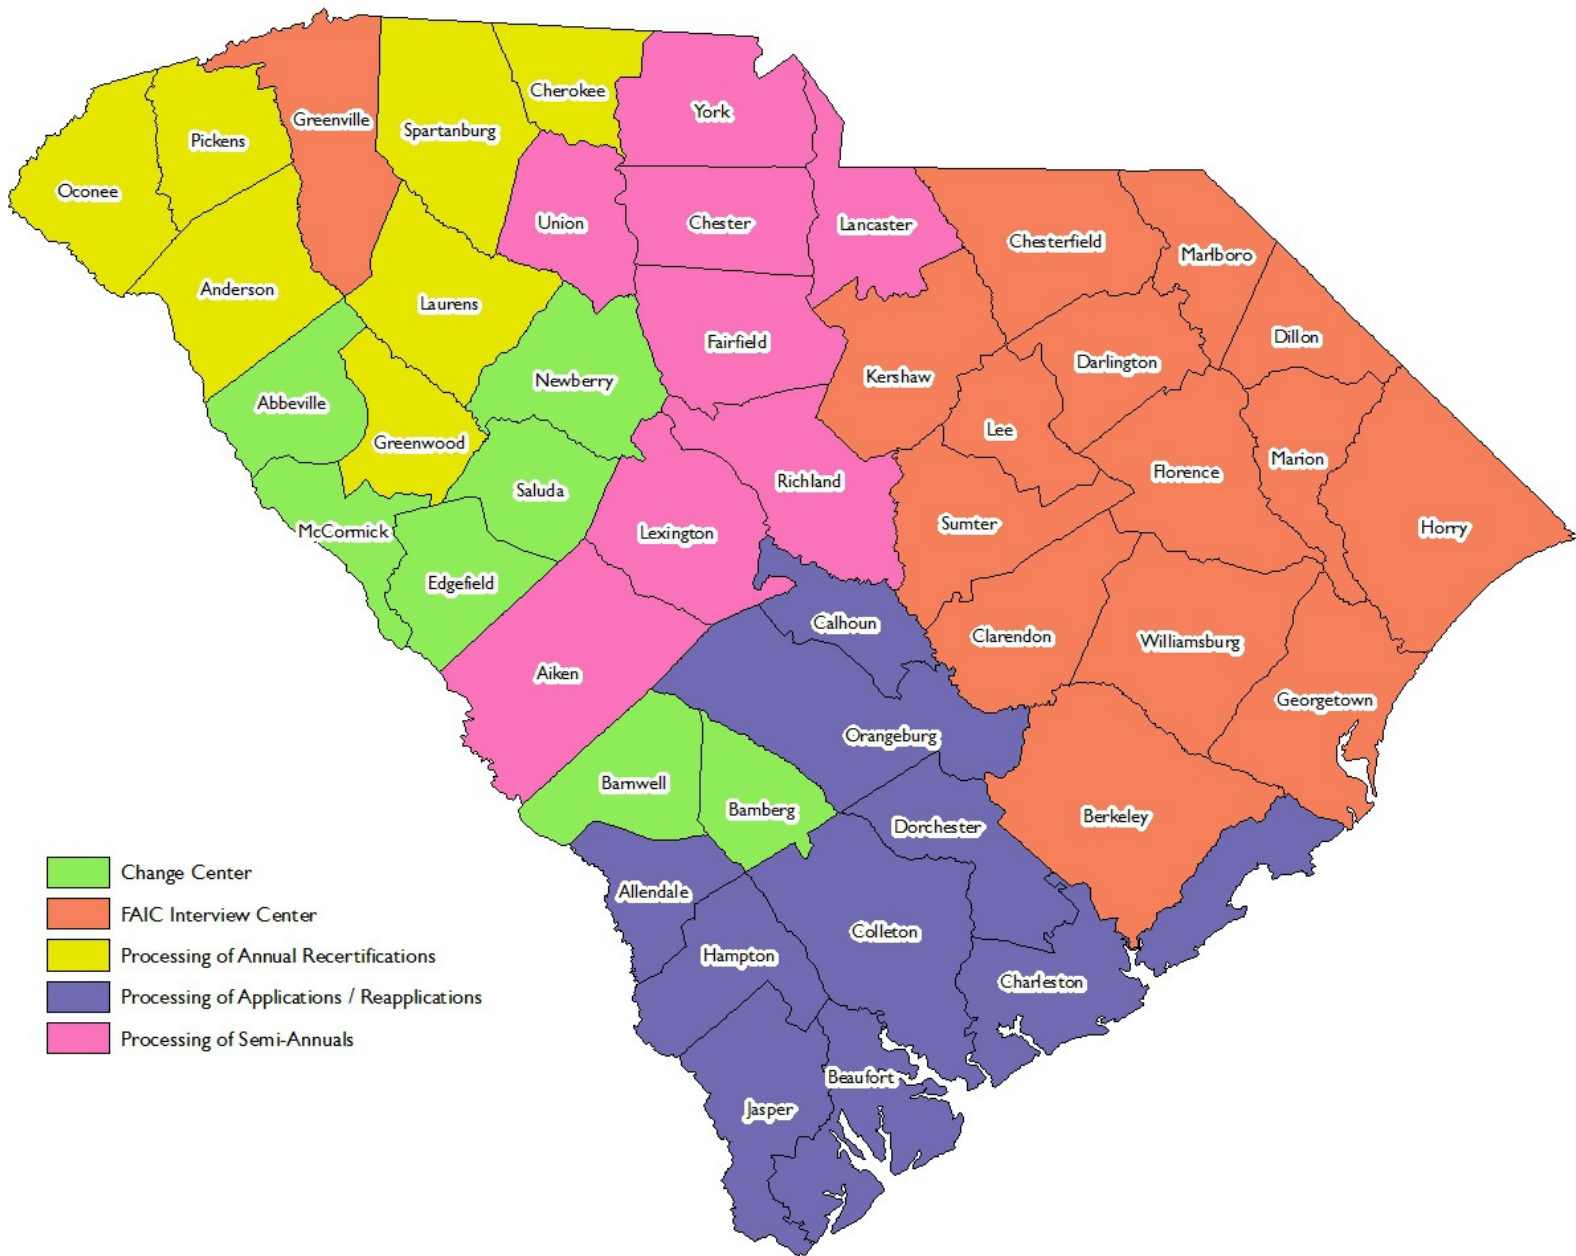 Cherokee
York
Greenville
Spartanburg
Pickens
Oconee
Union
Chester
Lancaster
Chesterfield
Marlboro
Anderson
Laurens
Fairfield
Dillon
Darlington
Kershaw
Newberry
Abbeville
Greenwood
Lee
Marion
Florence
Richland
Saluda
Sumter
Horry
McCormick
Lexington
Edgefield
Calhoun
Clarendon
Williamsburg
Aiken
Georgetown
Orangeburg
Barnwell
Bamberg
Berkeley
Dorchester
Allendale
Colleton
Hampton
Charleston
Beaufort
Jasper
Change Center
FAIC Interview Center
Processing of Annual Recertifications
Processing of Applications / Reapplications
Processing of Semi-Annuals